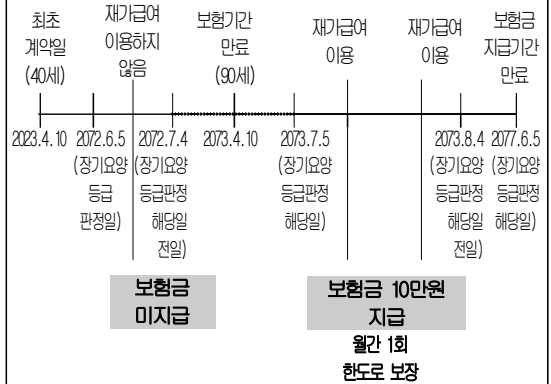 최초
계약일
(40세)
재가급여
이용하지
않음
보험기간
만료
(90세)
재가급여
이용
재가급여
이용
보험금
지급기간
만료
2023.4.10
2072.6.5
(장기요양
등급
판정일)
2072.7.4
(장기요양
등급판정
해당일
전일)
2073.4.10
2073.7.5
(장기요양
등급판정
해당일)
2073.8.4
(장기요양
등급판정
해당일
전일)
2077.6.5
(장기요양
등급판정
해당일)
보험금
미지급
보험금 10만원
지급
월간 1회
한도로 보장